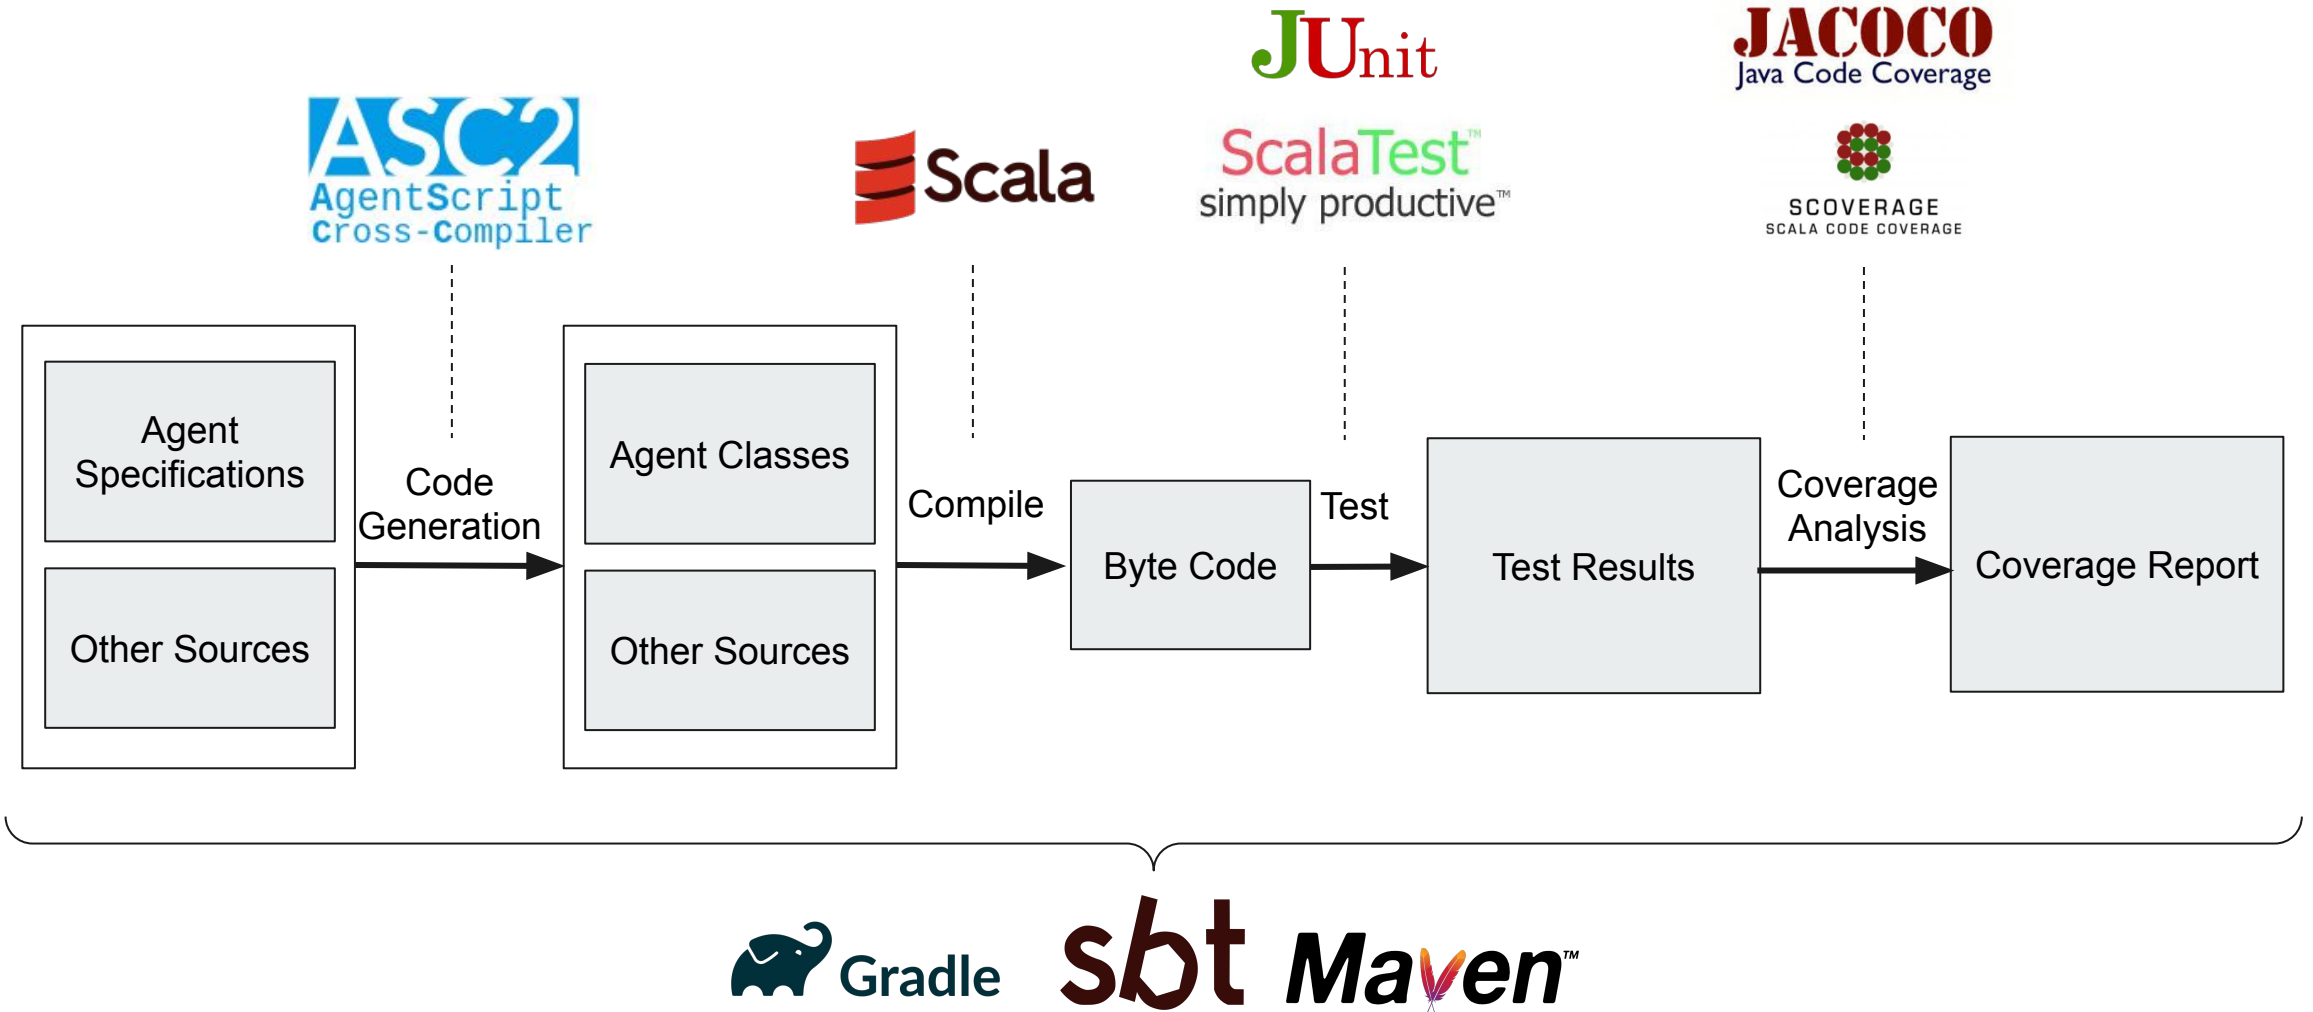 JUnit
JACOCO
Java Code Coverage
ASC2
AgentScript
Cross-Compiler
Scala
ScalaTest™
simply productive™
SCOVERAGE
SCALA CODE COVERAGE
Agent
Specifications
Other Sources
Code
Generation
Agent Classes
Other Sources
Compile
Byte Code
Test
Test Results
Coverage
Analysis
Coverage Report
Gradle
sbt
Maven™